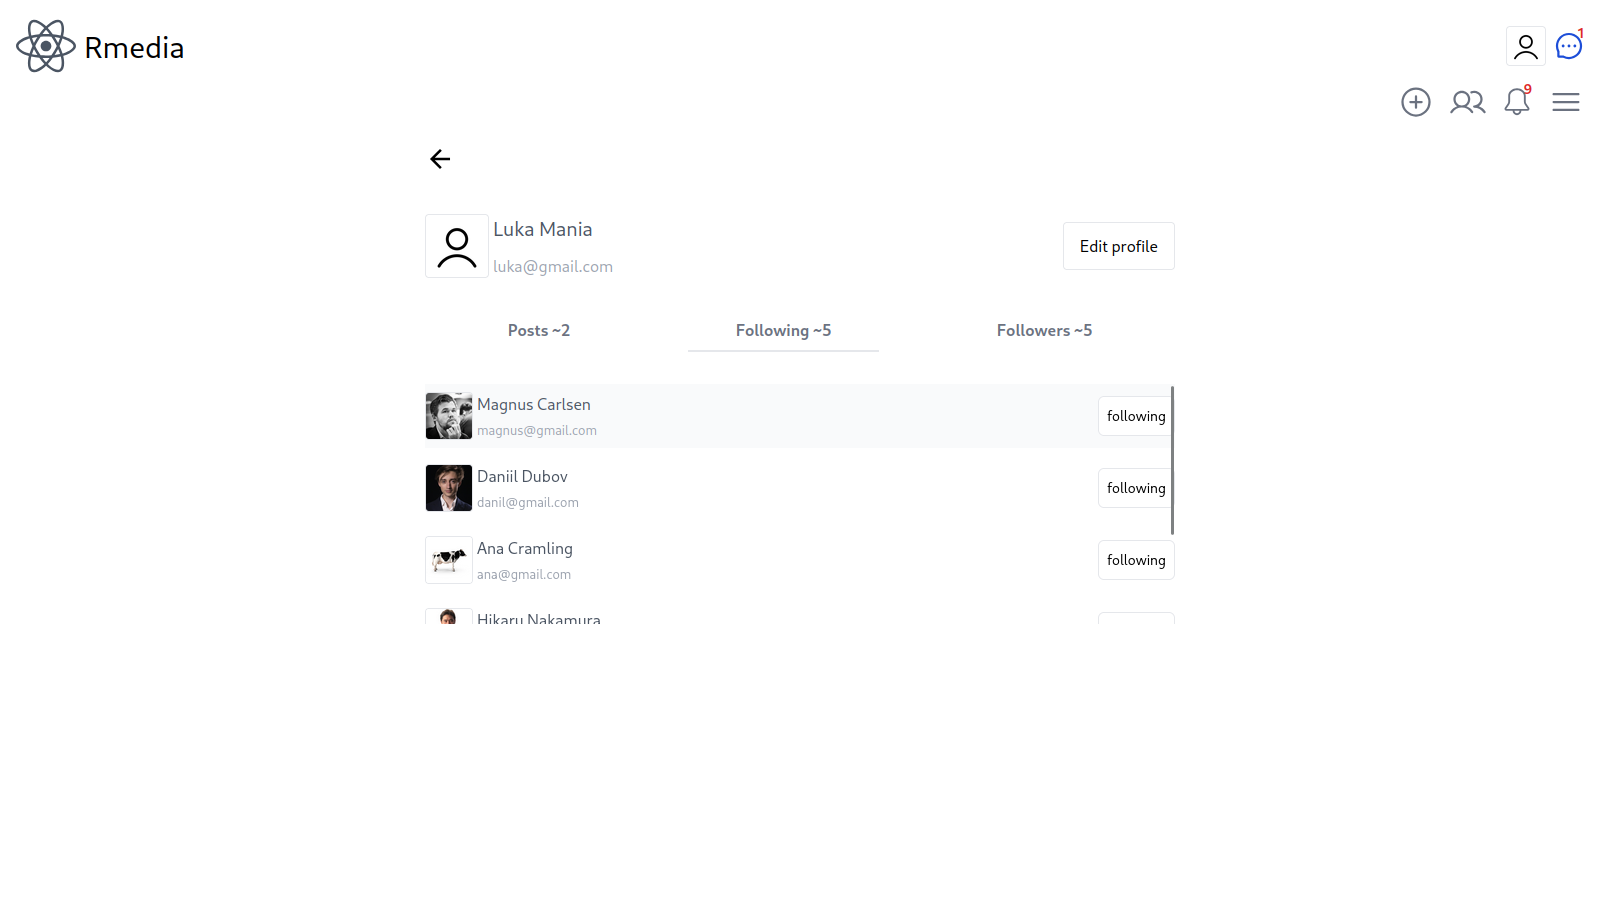 Rmedia
1
9
Luka Mania
luka@gmail.com
Edit profile
Posts ~2
Following ~5
Followers ~5
Magnus Carlsen
magnus@gmail.com
following
Daniil Dubov
danil@gmail.com
following
Ana Cramling
ana@gmail.com
following
Hikaru Nakamura